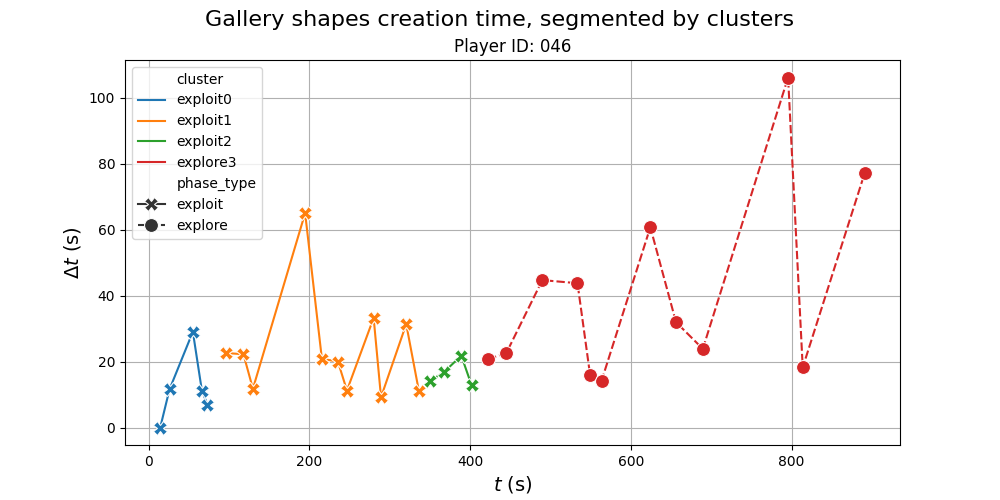 Gallery shapes creation time, segmented by clusters
Player ID: 046
cluster
exploit0
exploit1
exploit2
explore3
phase_type
exploit
explore
Δt (s)
100
80
60
40
20
0
0 200 400 600 800
t (s)